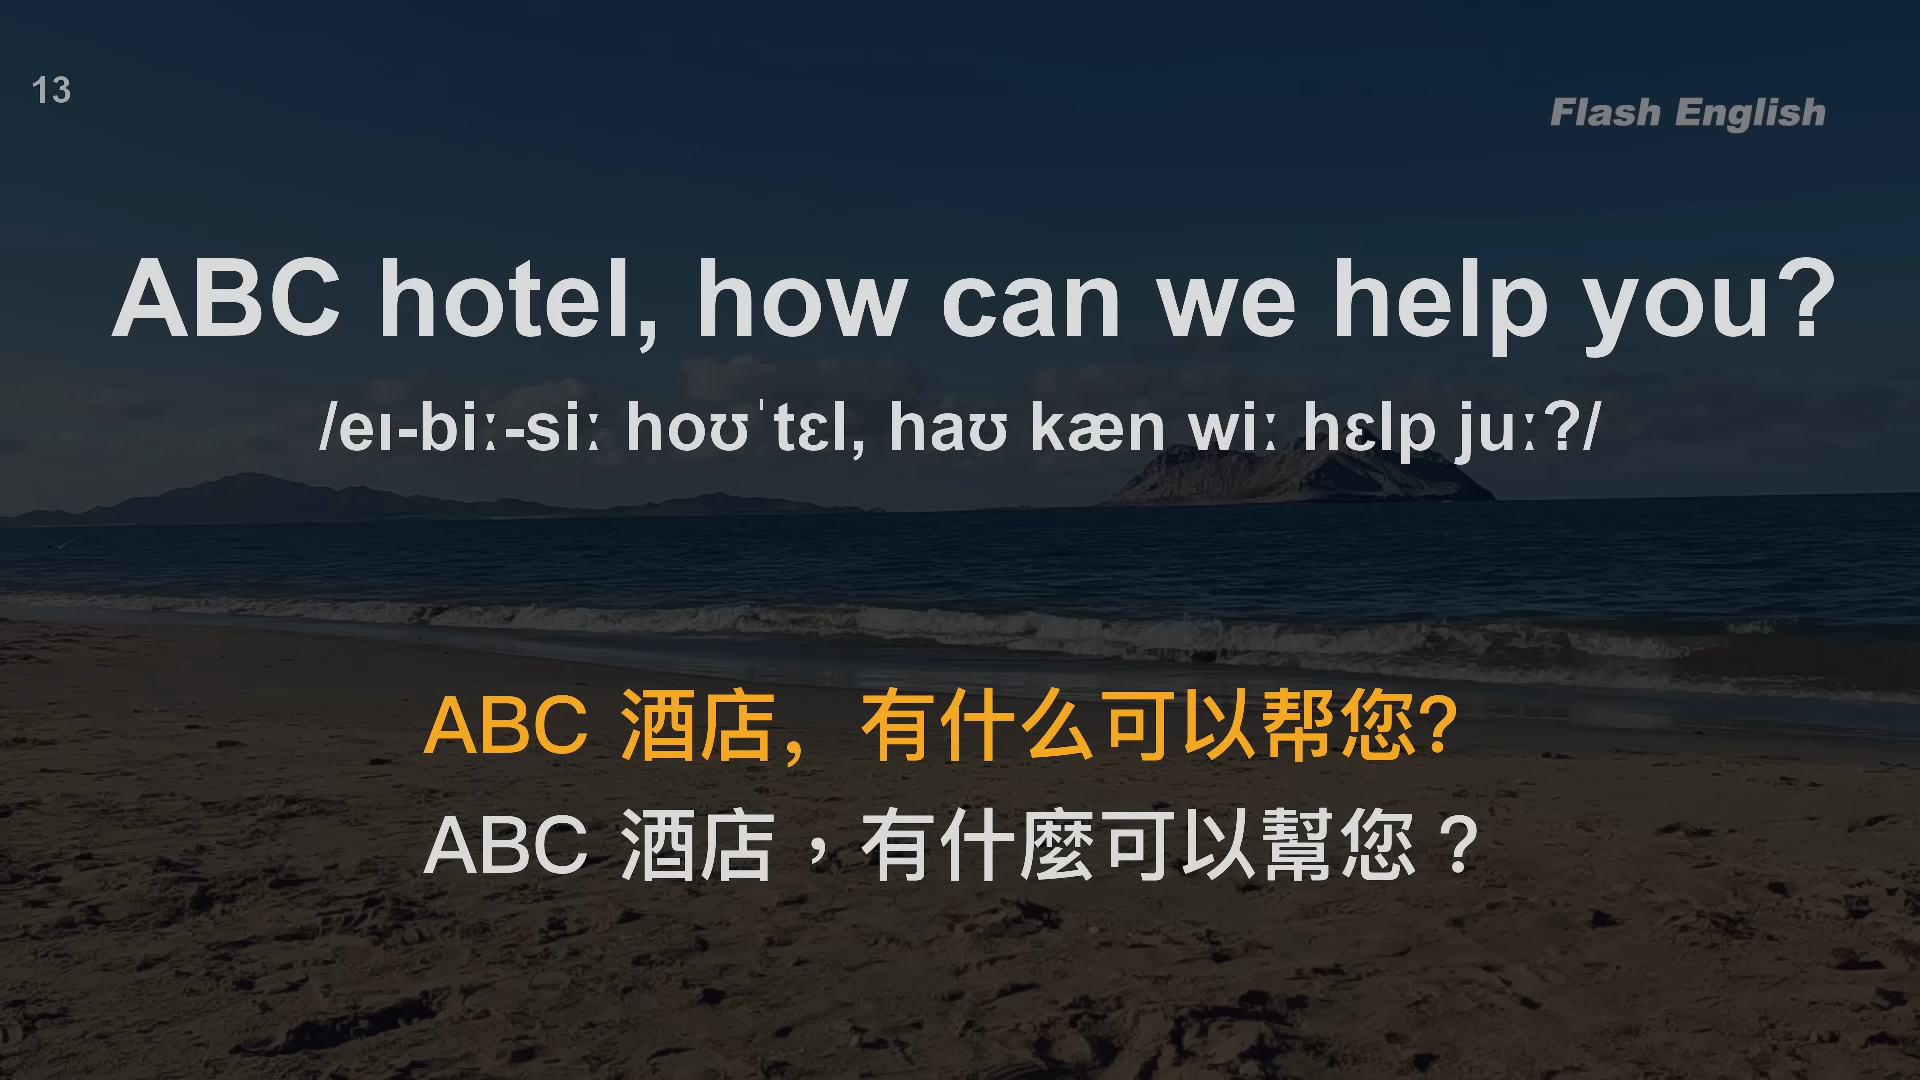 13
Flash English
ABC hotel, how can we help you?
/eɪ-biː-siː hoʊˈtɛl, haʊ kæn wiː hɛlp juː?/
ABC 酒店，有什么可以帮您?
ABC 酒店，有什麼可以幫您？